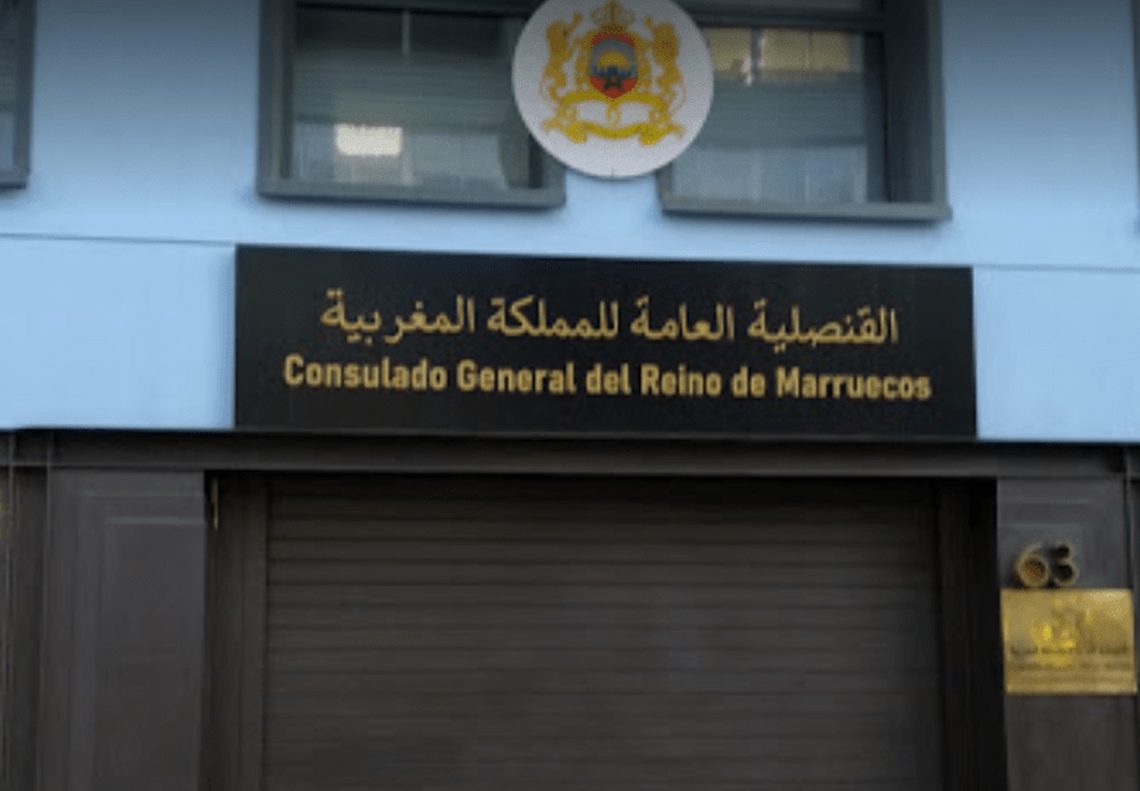 القنصلية العامة للمملكة المغربية
Consulado General del Reino de Marruecos
63